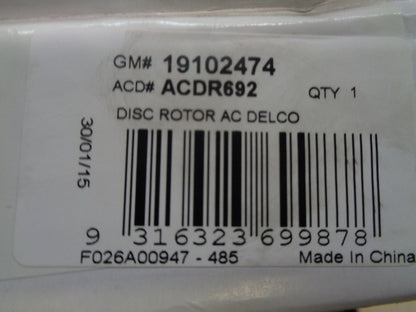 GM# 19102474
ACD# ACDR692 QTY 1
DISC ROTOR AC DELCO
30/01/15
9 316323 699878
F026A00947 - 485 Made In China